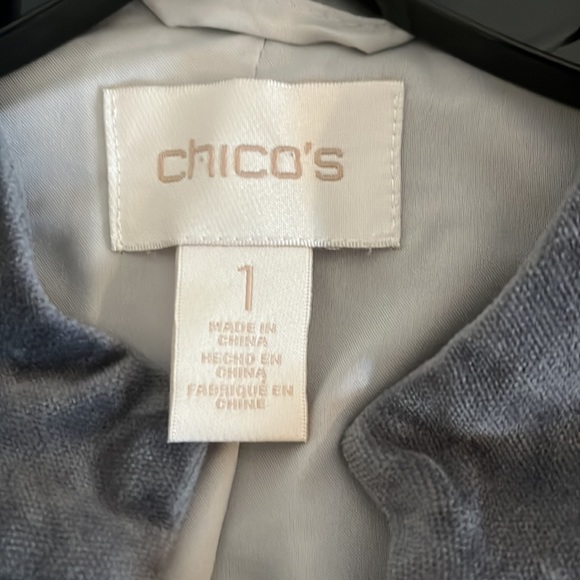 chico's
1
MADE IN
CHINA
HECHO EN
CHINA
FABRIQUÉ EN
CHINE